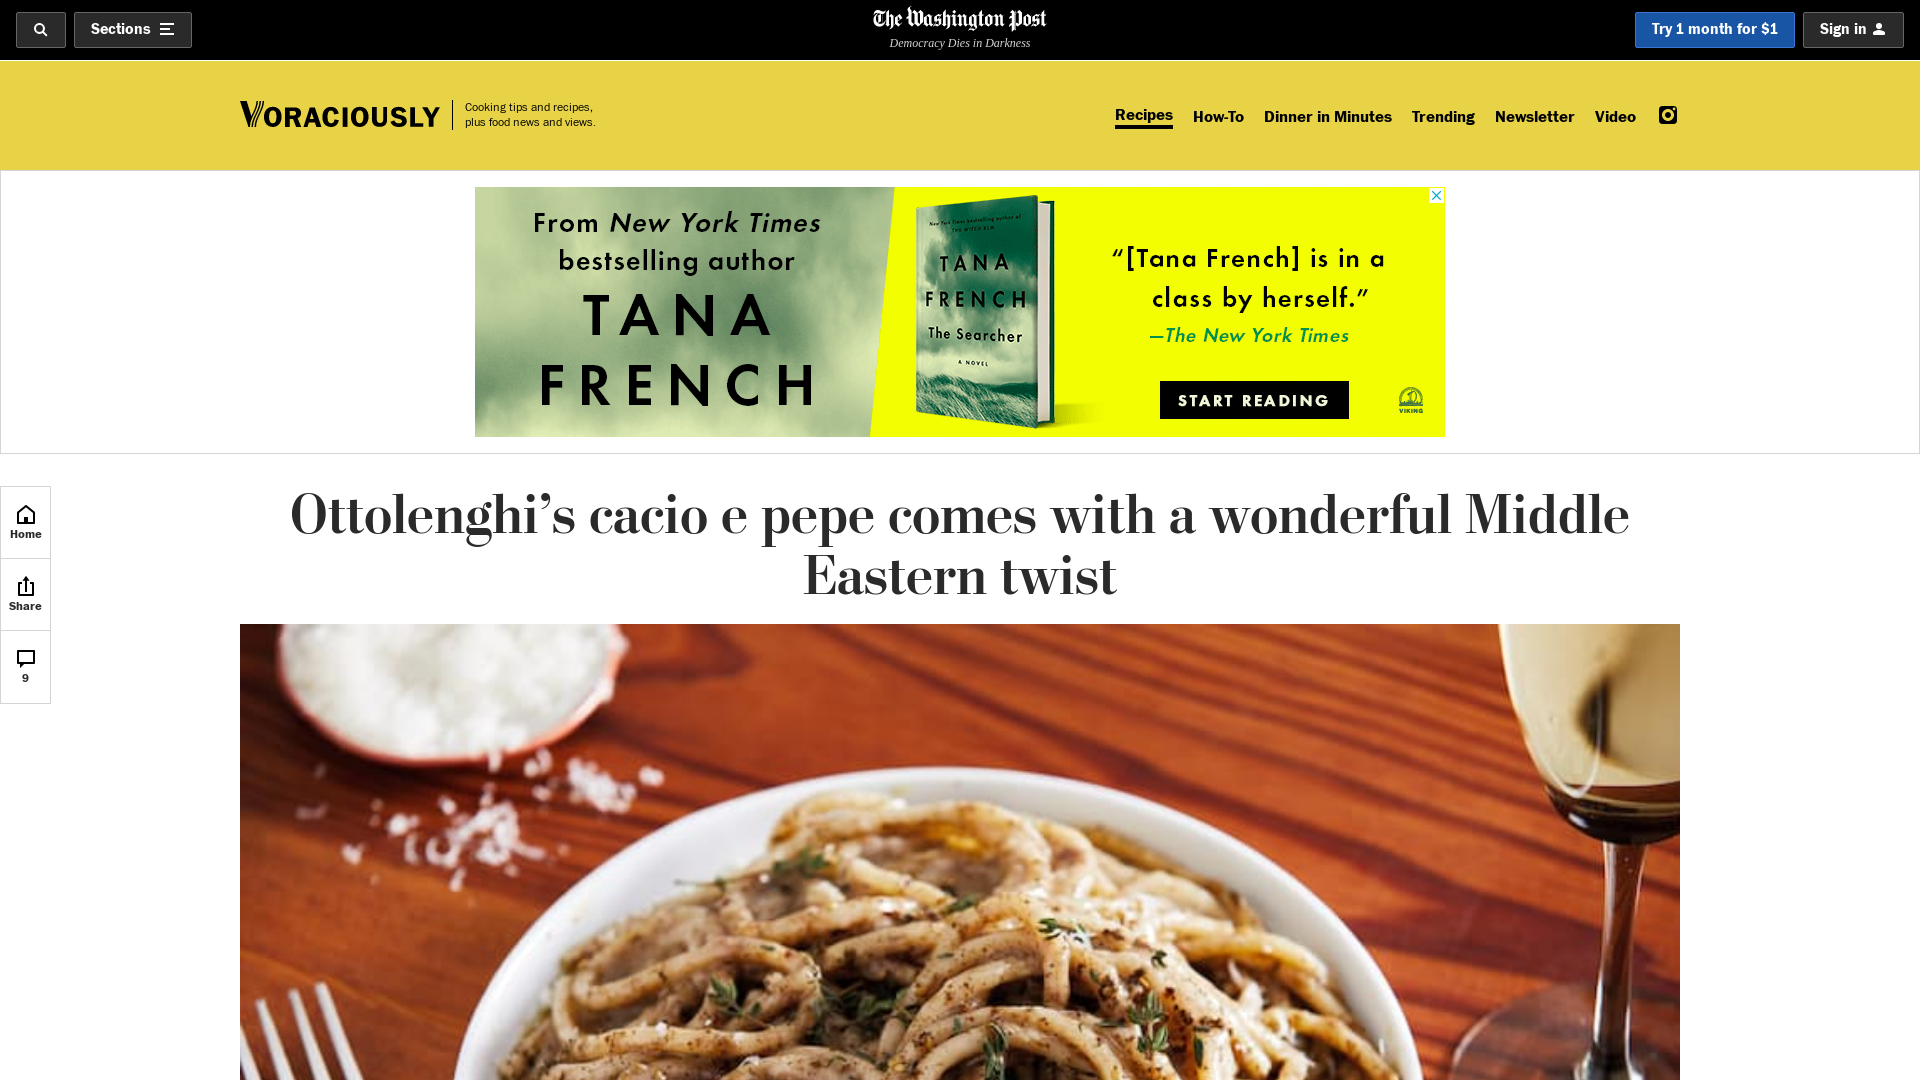 Sections
The Washington Post
Democracy Dies in Darkness
Try 1 month for $1
Sign in
VORACIOUSLY
Cooking tips and recipes,
plus food news and views.
Recipes
How-To
Dinner in Minutes
Trending
Newsletter
Video
From New York Times
bestselling author
TANA
FRENCH
New York Times bestselling author of
THE WITCH ELM
TANA
FRENCH
The Searcher
A NOVEL
“[Tana French] is in a
class by herself.”
—The New York Times
START READING
VIKING
Home
Share
9
Ottolenghi’s cacio e pepe comes with a wonderful Middle
Eastern twist